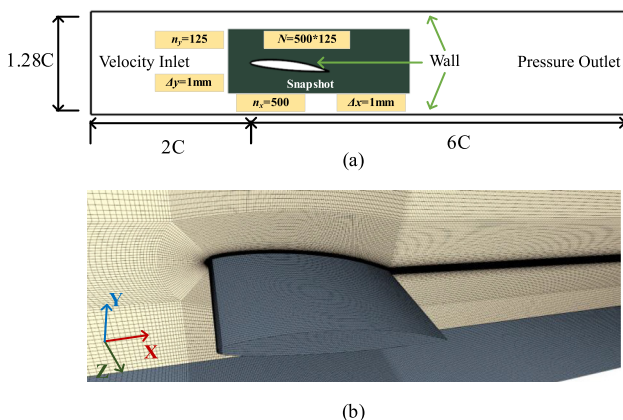 n_y=125
N=500*125
1.28C
Velocity Inlet
Wall
Pressure Outlet
Δy=1mm
Snapshot
n_x=500
Δx=1mm
2C
6C
(a)
Y
X
Z
(b)